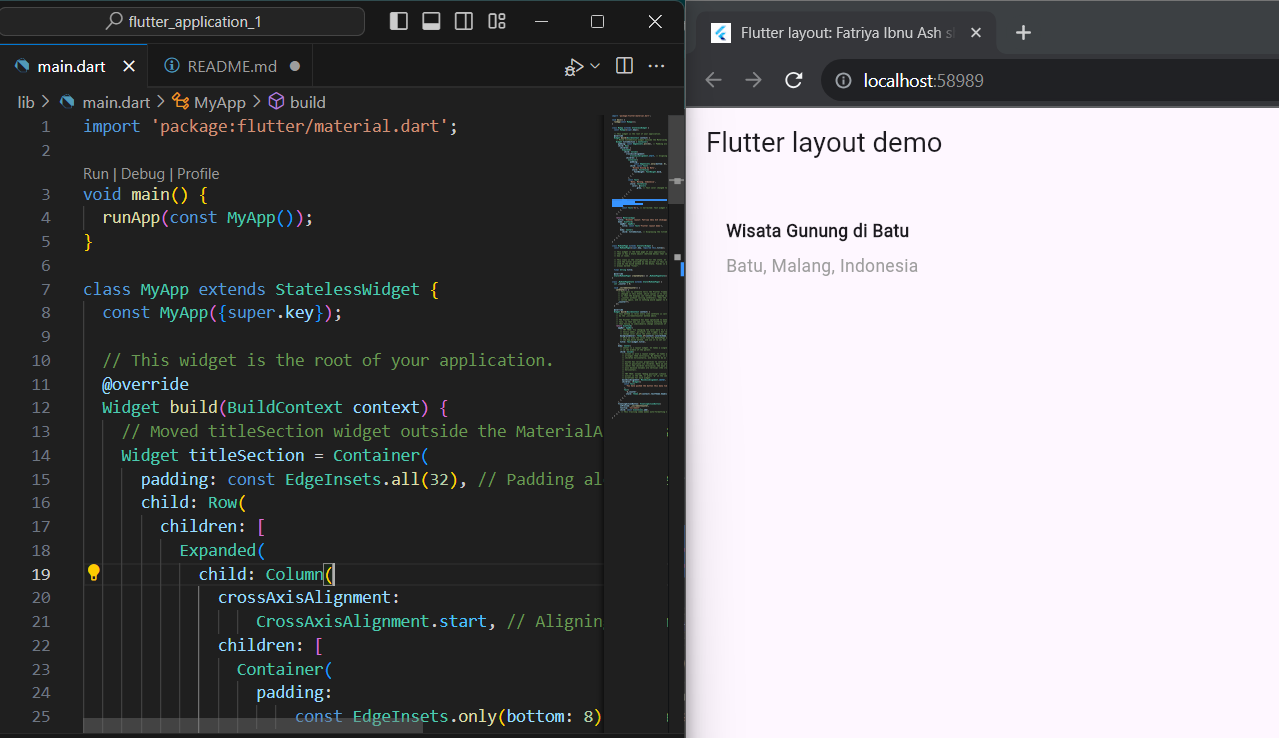 flutter_application_1
main.dart
README.md
lib > main.dart > MyApp > build
1 import 'package:flutter/material.dart';
2
Run | Debug | Profile
3 void main() {
4 runApp(const MyApp());
5 }
6
7 class MyApp extends StatelessWidget {
8 const MyApp({super.key});
9
10 // This widget is the root of your application.
11 @override
12 Widget build(BuildContext context) {
13 // Moved titleSection widget outside the MaterialA
14 Widget titleSection = Container(
15 padding: const EdgeInsets.all(32), // Padding al
16 child: Row(
17 children: [
18 Expanded(
19 child: Column(
20 crossAxisAlignment:
21 CrossAxisAlignment.start, // Alignin
22 children: [
23 Container(
24 padding:
25 const EdgeInsets.only(bottom: 8)
Flutter layout: Fatriya Ibnu Ash s
localhost:58989
Flutter layout demo
Wisata Gunung di Batu
Batu, Malang, Indonesia